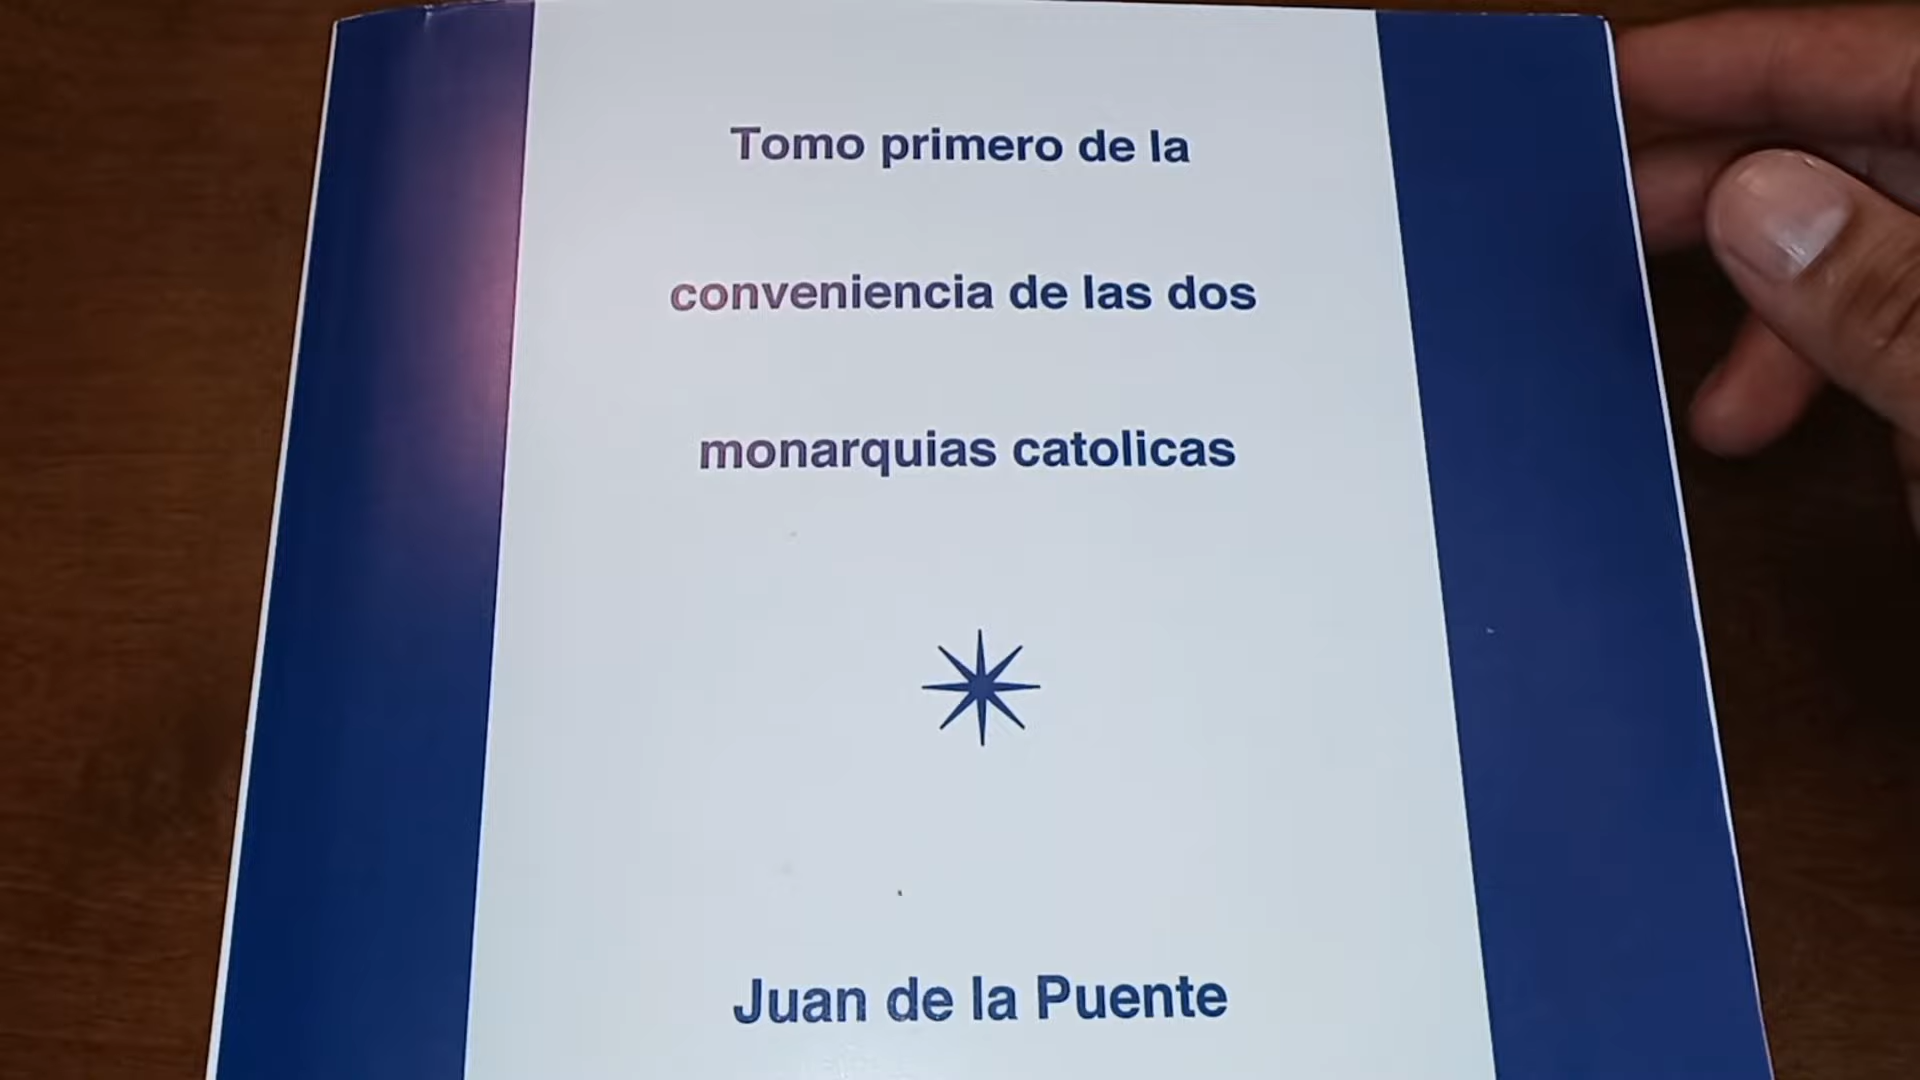 Tomo primero de la
conveniencia de las dos
monarquias catolicas
Juan de la Puente